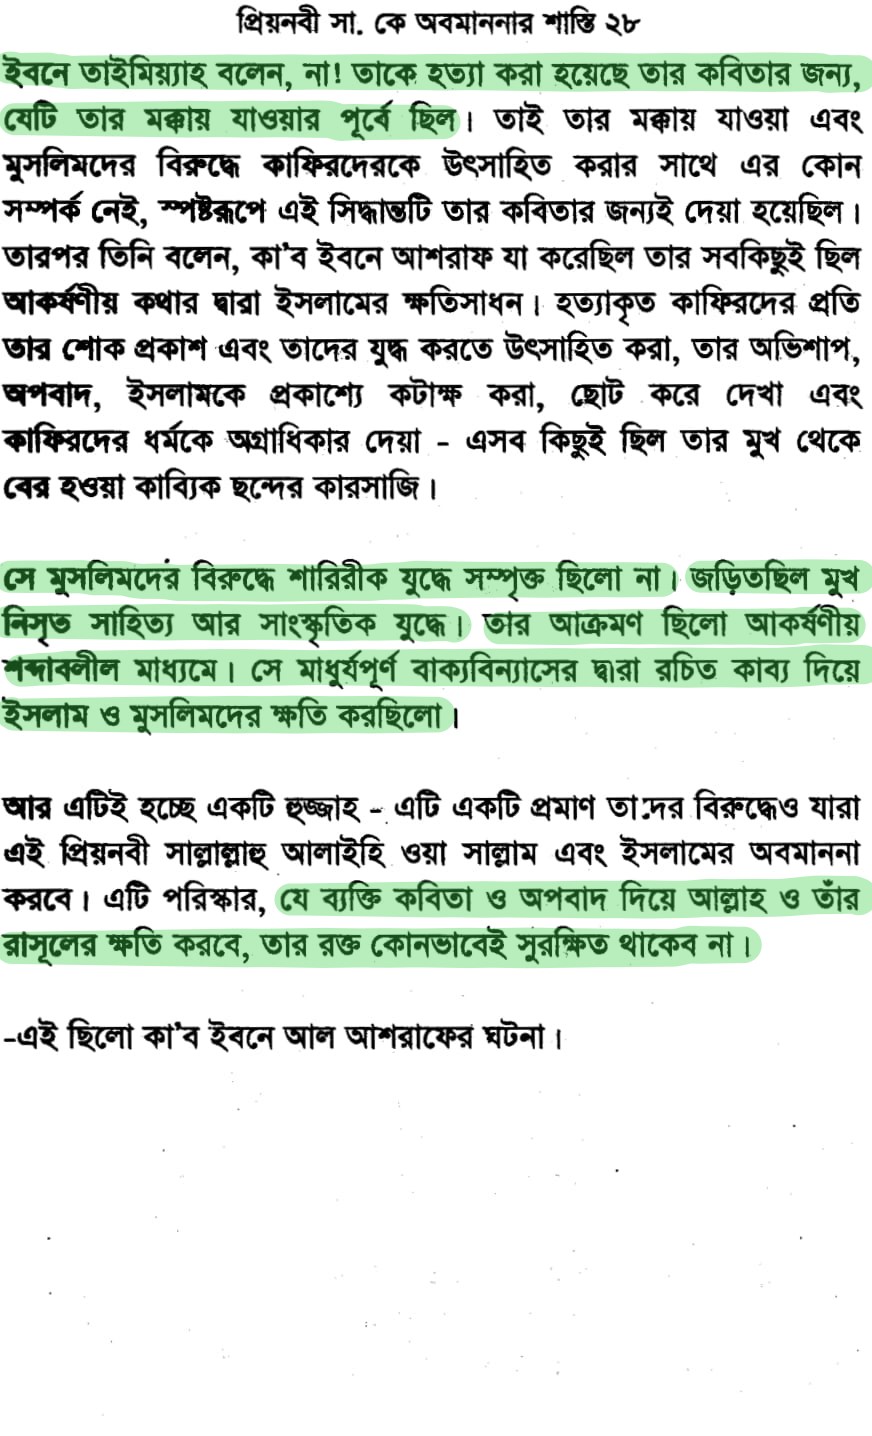 প্রিয়নবী সা. কে অবমাননার শাস্তি ২৮
ইবনে তাইমিয়্যাহ বলেন, না! তাকে হত্যা করা হয়েছে তার কবিতার জন্য,
যেটি তার মক্কায় যাওয়ার পূর্বে ছিল। তাই তার মক্কায় যাওয়া এবং
মুসলিমদের বিরুদ্ধে কাফিরদেরকে উৎসাহিত করার সাথে এর কোন
সম্পর্ক নেই, স্পষ্টরূপে এই সিদ্ধান্তটি তার কবিতার জন্যই দেয়া হয়েছিল।
তারপর তিনি বলেন, কা'ব ইবনে আশরাফ যা করেছিল তার সবকিছুই ছিল
আকর্ষণীয় কথার দ্বারা ইসলামের ক্ষতিসাধন। হত্যাকৃত কাফিরদের প্রতি
তার শোক প্রকাশ এবং তাদের যুদ্ধ করতে উৎসাহিত করা, তার অভিশাপ,
অপবাদ, ইসলামকে প্রকাশ্যে কটাক্ষ করা, ছোট করে দেখা এবং
কাফিরদের ধর্মকে অগ্রাধিকার দেয়া - এসব কিছুই ছিল তার মুখ থেকে
বের হওয়া কাব্যিক ছন্দের কারসাজি।
সে মুসলিমদের বিরুদ্ধে শারিরীক যুদ্ধে সম্পৃক্ত ছিলো না। জড়িতছিল মুখ
নিসৃত সাহিত্য আর সাংস্কৃতিক যুদ্ধে। তার আক্রমণ ছিলো আকর্ষণীয়
শব্দাবলীল মাধ্যমে। সে মাধুর্যপূর্ণ বাক্যবিন্যাসের দ্বারা রচিত কাব্য দিয়ে
ইসলাম ও মুসলিমদের ক্ষতি করছিলো।
আর এটিই হচ্ছে একটি হুজ্জাহ - এটি একটি প্রমাণ তাদের বিরুদ্ধেও যারা
এই প্রিয়নবী সাল্লাল্লাহু আলাইহি ওয়া সাল্লাম এবং ইসলামের অবমাননা
করবে। এটি পরিস্কার, যে ব্যক্তি কবিতা ও অপবাদ দিয়ে আল্লাহ ও তাঁর
রাসূলের ক্ষতি করবে, তার রক্ত কোনভাবেই সুরক্ষিত থাকেব না।
-এই ছিলো কা'ব ইবনে আল আশরাফের ঘটনা।